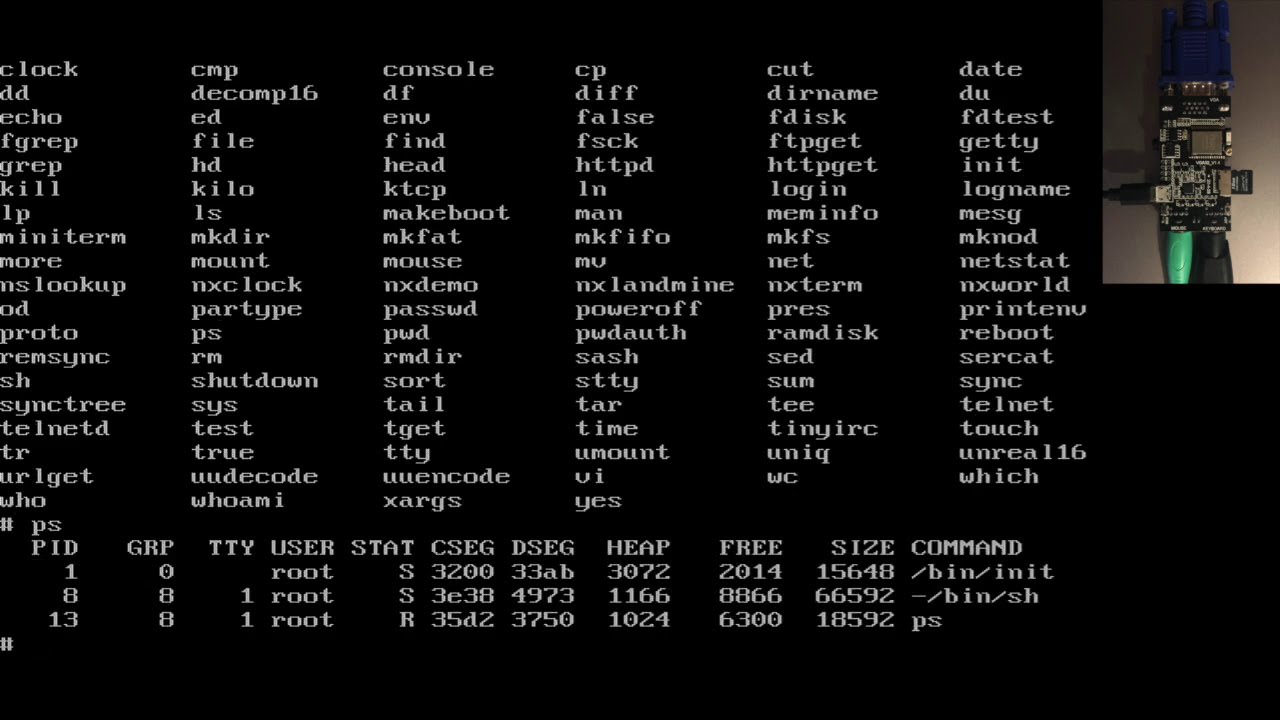 clock cmp console cp cut date
dd decomp16 df diff dirname du
echo ed env false fdisk fdtest
fgrep file find fsck ftpget getty
grep hd head httpd httpget init
kill kilo ktcp ln login logname
lp ls makeboot man meminfo mesg
miniterm mkdir mkfat mkfifo mkfs mknod
more mount mouse mv net netstat
nslookup nxclock nxdemo nxlandmine nxterm nxworld
od partype passwd poweroff pres printenv
proto ps pwd pwdauth ramdisk reboot
remsync rm rmdir sash sed sercat
sh shutdown sort stty sum sync
synctree sys tail tar tee telnet
telnetd test tget time tinyirc touch
tr true tty umount uniq unreal16
urlget uudecode uuencode vi wc which
who whoami xargs yes
# ps
PID GRP TTY USER STAT CSEG DSEG HEAP FREE SIZE COMMAND
1 0 root S 3200 33ab 3072 2014 15648 /bin/init
8 8 1 root S 3e38 4973 1166 8866 66592 -/bin/sh
13 8 1 root R 35d2 3750 1024 6300 18592 ps
#
VGA
MOUSE KEYBOARD